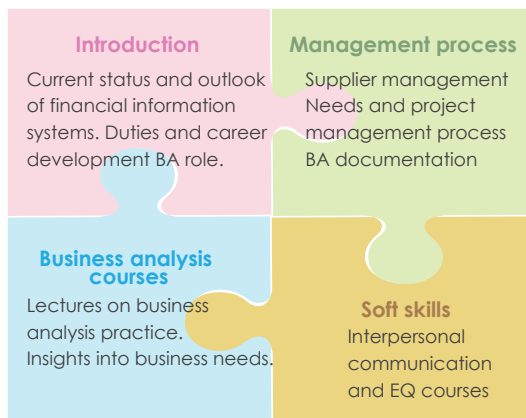 Introduction
Current status and outlook
of financial information
systems. Duties and career
development BA role.
Management process
Supplier management
Needs and project
management process
BA documentation
Business analysis
courses
Lectures on business
analysis practice.
Insights into business needs.
Soft skills
Interpersonal
communication
and EQ courses